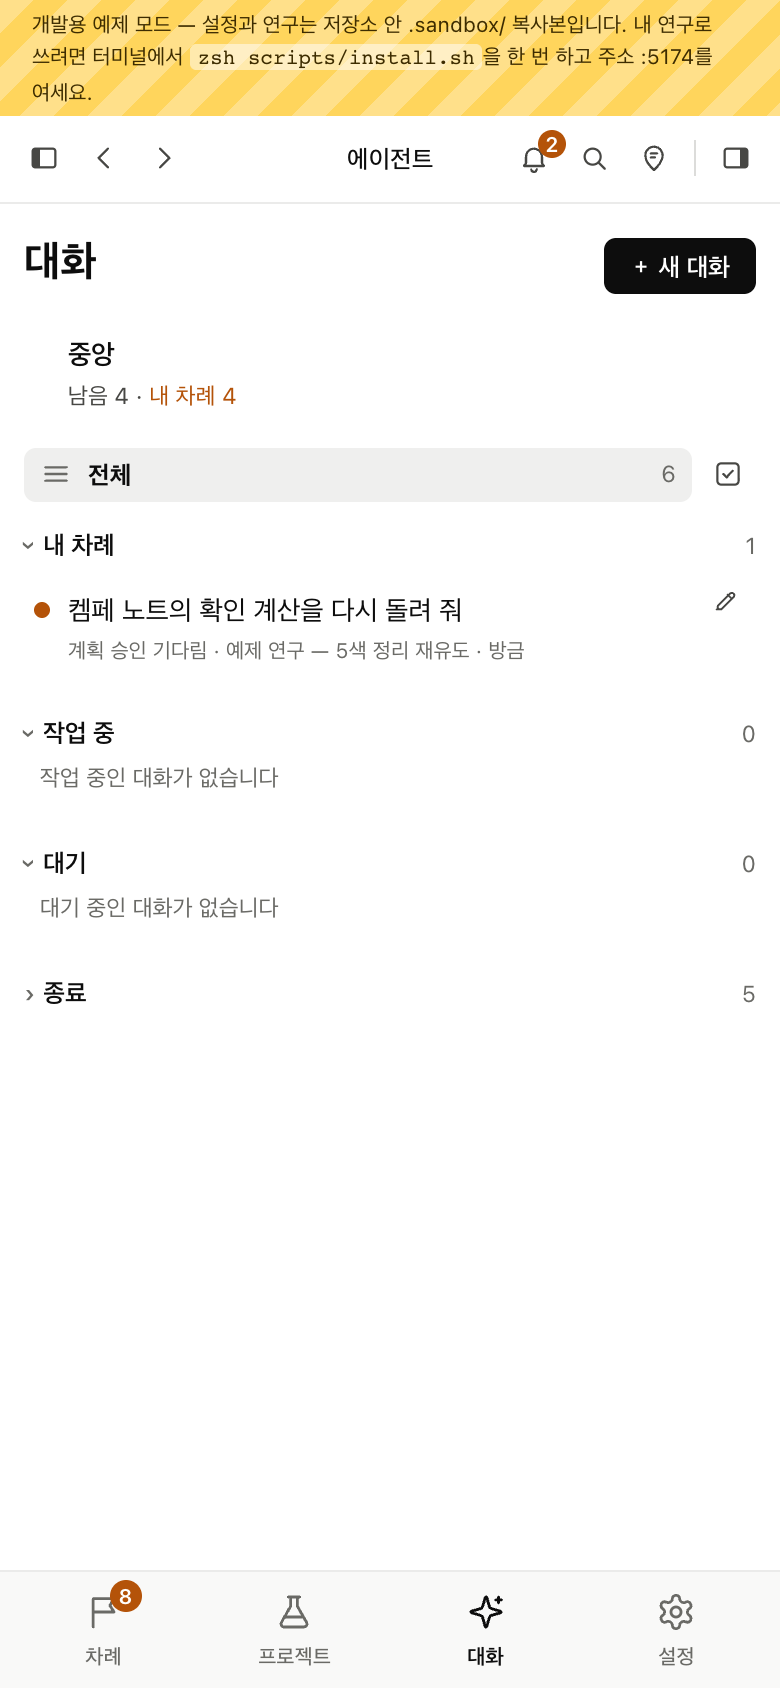 개발용 예제 모드 — 설정과 연구는 저장소 안 .sandbox/ 복사본입니다. 내 연구로
쓰려면 터미널에서 zsh scripts/install.sh을 한 번 하고 주소 :5174를
여세요.
에이전트
2
대화
+ 새 대화
중앙
남음 4 · 내 차례 4
전체 6
내 차례 1
켐페 노트의 확인 계산을 다시 돌려 줘
계획 승인 기다림 · 예제 연구 — 5색 정리 재유도 · 방금
작업 중 0
작업 중인 대화가 없습니다
대기 0
대기 중인 대화가 없습니다
종료 5
8
차례 프로젝트 대화 설정